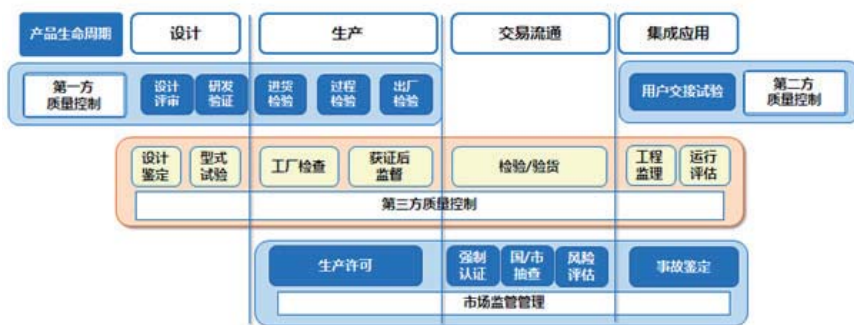 产品生命周期
设计
生产
交易流通
集成应用
第一方
质量控制
设计
评审
研发
验证
进货
检验
过程
检验
出厂
检验
用户交接试验
第二方
质量控制
设计
鉴定
型式
试验
工厂检查
获证后
监督
检验/验货
工程
监理
运行
评估
第三方质量控制
生产许可
强制
认证
国/市
抽查
风险
评估
事故鉴定
市场监管管理